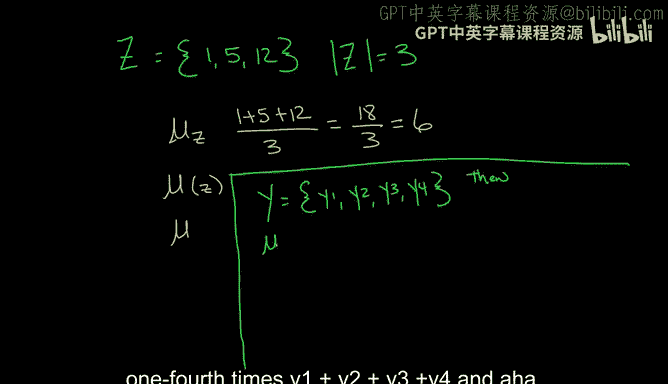 GPT中英字幕课程资源@bilibili.com
GPT中英字幕课程资源 bilibili
Z = {1, 5, 12} |Z| = 3
μ_Z (1+5+12)/3 = 18/3 = 6
μ(z)
Y = {y1, y2, y3, y4} then
μ
μ
one-fourth times y1 + y2 + y3 +y4 and aha